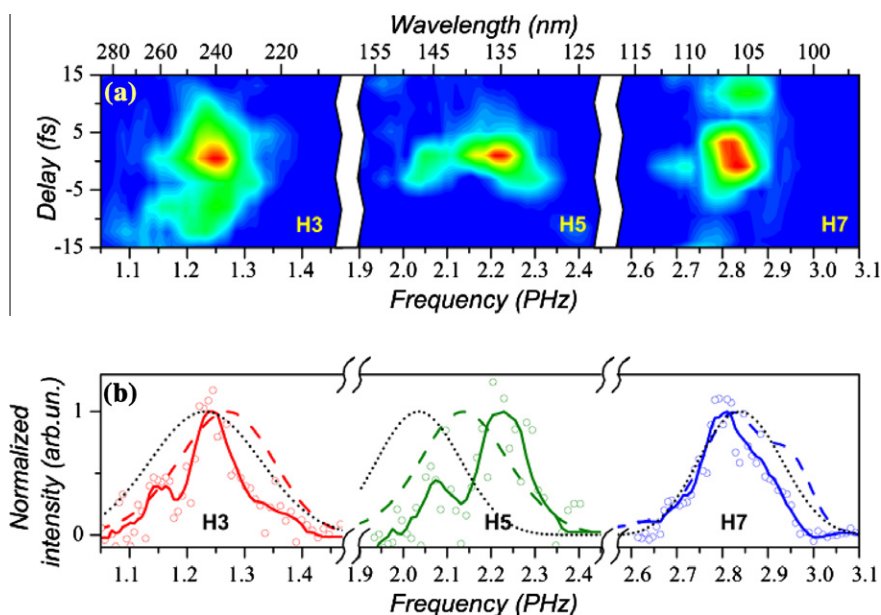 Wavelength (nm)
280 260 240 220 155 145 135 125 115 110 105 100
15
(a)
5
Delay (fs)
-5
-15
H3 H5 H7
1.1 1.2 1.3 1.4 1.9 2.0 2.1 2.2 2.3 2.4 2.6 2.7 2.8 2.9 3.0 3.1
Frequency (PHz)
(b)
Normalized
intensity (arb.un.)
1
0
H3 H5 H7
1.1 1.2 1.3 1.4 1.9 2.0 2.1 2.2 2.3 2.4 2.6 2.7 2.8 2.9 3.0 3.1
Frequency (PHz)